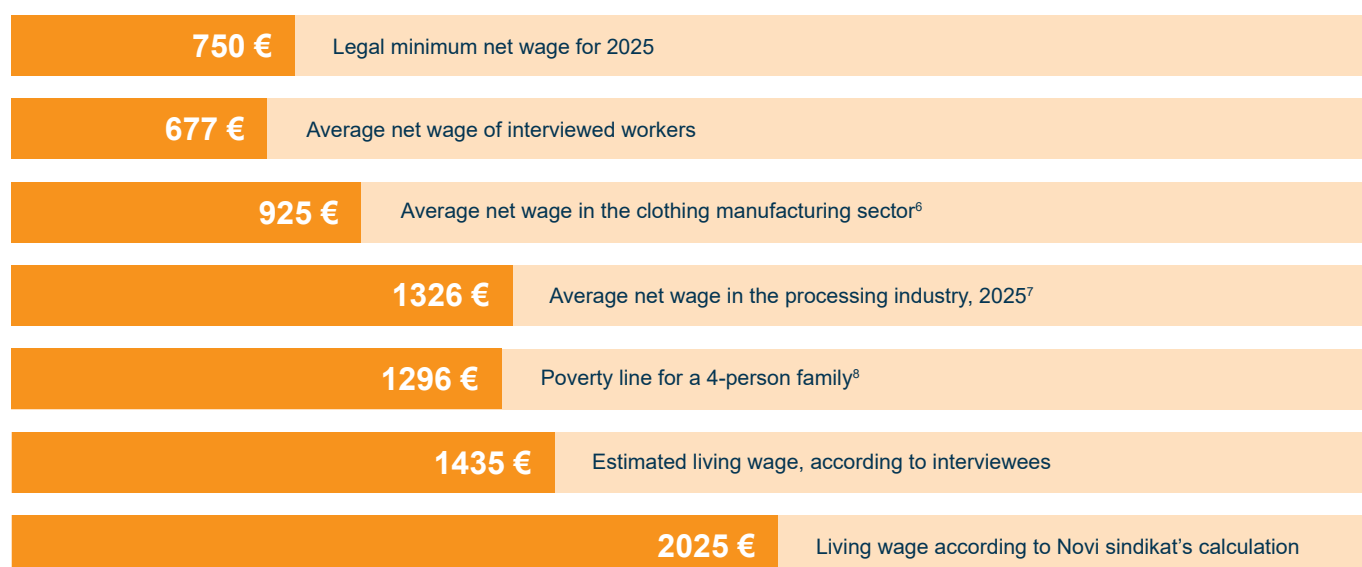 750 € Legal minimum net wage for 2025
677 € Average net wage of interviewed workers
925 € Average net wage in the clothing manufacturing sector⁶
1326 € Average net wage in the processing industry, 2025⁷
1296 € Poverty line for a 4-person family⁸
1435 € Estimated living wage, according to interviewees
2025 € Living wage according to Novi sindikat’s calculation